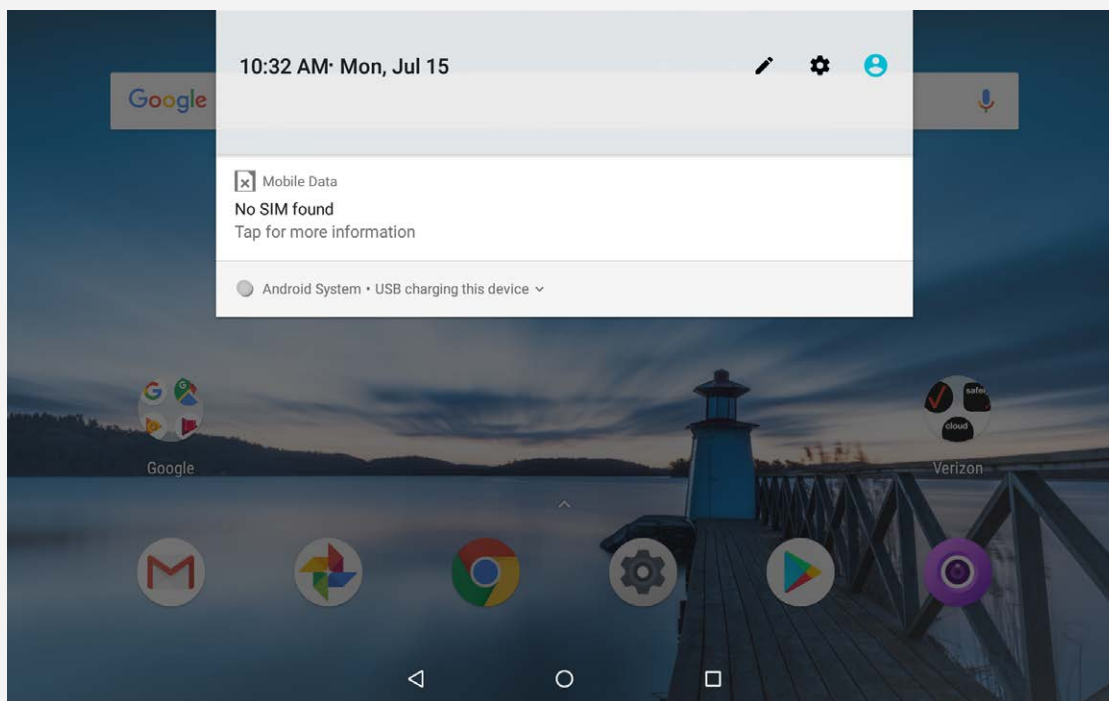 10:32 AM· Mon, Jul 15
Google
Mobile Data
No SIM found
Tap for more information
Android System • USB charging this device
Google
Verizon
safe
cloud